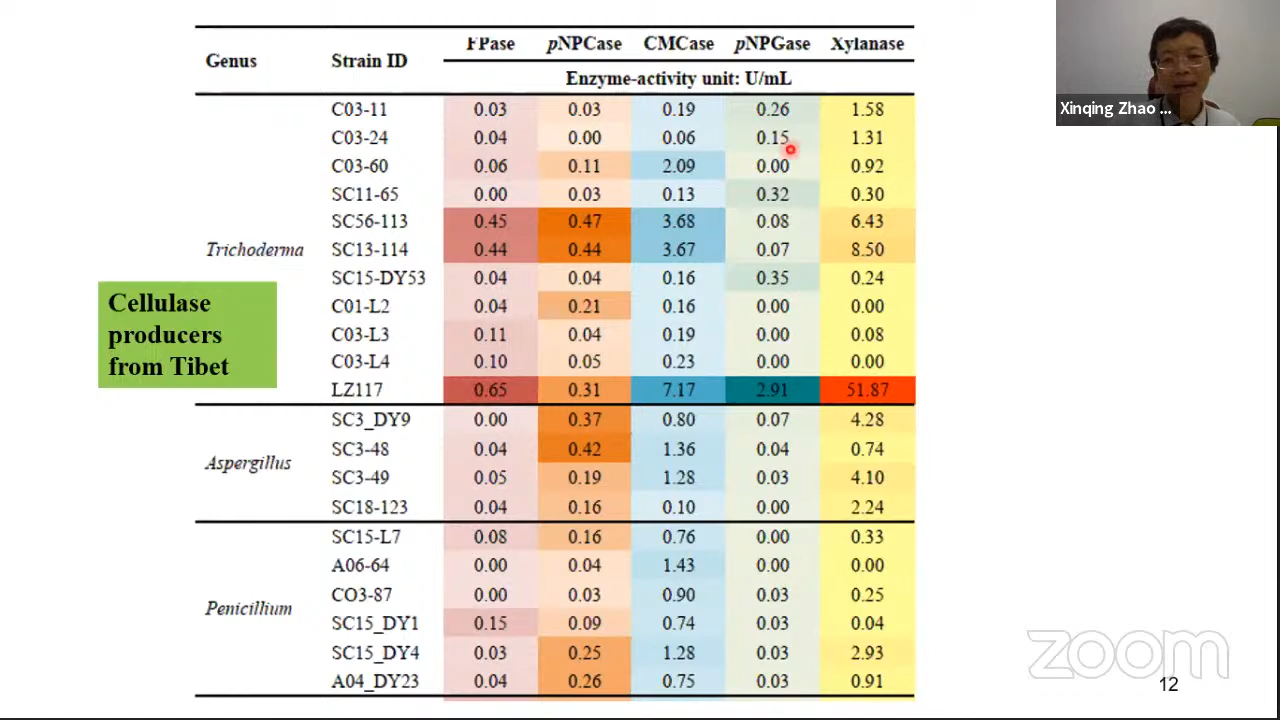 Genus Strain ID FPase pNPCase CMCase pNPGase Xylanase
Enzyme-activity unit: U/mL
C03-11 0.03 0.03 0.19 0.26 1.58
C03-24 0.04 0.00 0.06 0.15 1.31
C03-60 0.06 0.11 2.09 0.00 0.92
SC11-65 0.00 0.03 0.13 0.32 0.30
SC56-113 0.45 0.47 3.68 0.08 6.43
Trichoderma SC13-114 0.44 0.44 3.67 0.07 8.50
SC15-DY53 0.04 0.04 0.16 0.35 0.24
C01-L2 0.04 0.21 0.16 0.00 0.00
C03-L3 0.11 0.04 0.19 0.00 0.08
C03-L4 0.10 0.05 0.23 0.00 0.00
LZ117 0.65 0.31 7.17 2.91 51.87
SC3_DY9 0.00 0.37 0.80 0.07 4.28
Aspergillus SC3-48 0.04 0.42 1.36 0.04 0.74
SC3-49 0.05 0.19 1.28 0.03 4.10
SC18-123 0.04 0.16 0.10 0.00 2.24
SC15-L7 0.08 0.16 0.76 0.00 0.33
A06-64 0.00 0.04 1.43 0.00 0.00
Penicillium CO3-87 0.00 0.03 0.90 0.03 0.25
SC15_DY1 0.15 0.09 0.74 0.03 0.04
SC15_DY4 0.03 0.25 1.28 0.03 2.93
A04_DY23 0.04 0.26 0.75 0.03 0.91
Cellulase
producers
from Tibet
Xinqing Zhao ...
zoom
12